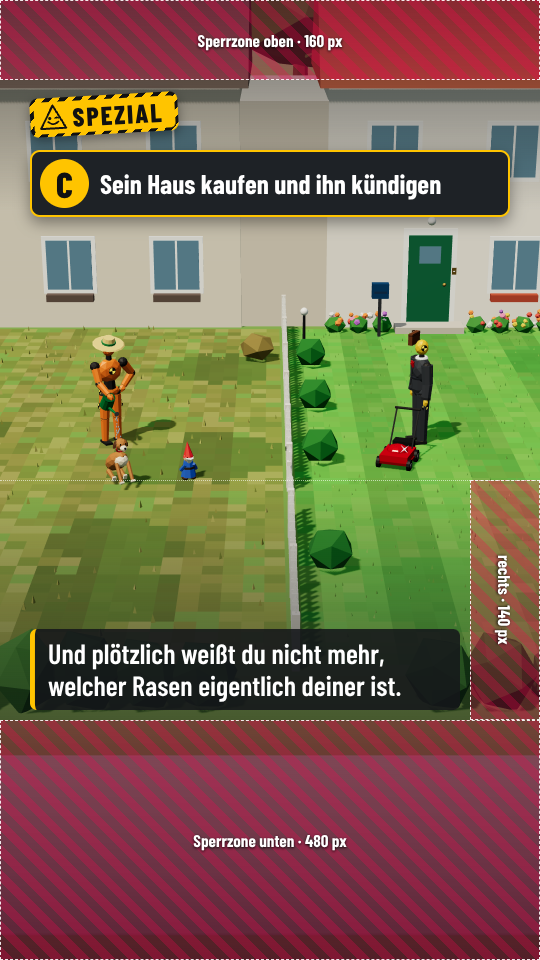 Sperrzone oben · 160 px
SPEZIAL
C Sein Haus kaufen und ihn kündigen
rechts · 140 px
Und plötzlich weißt du nicht mehr,
welcher Rasen eigentlich deiner ist.
Sperrzone unten · 480 px